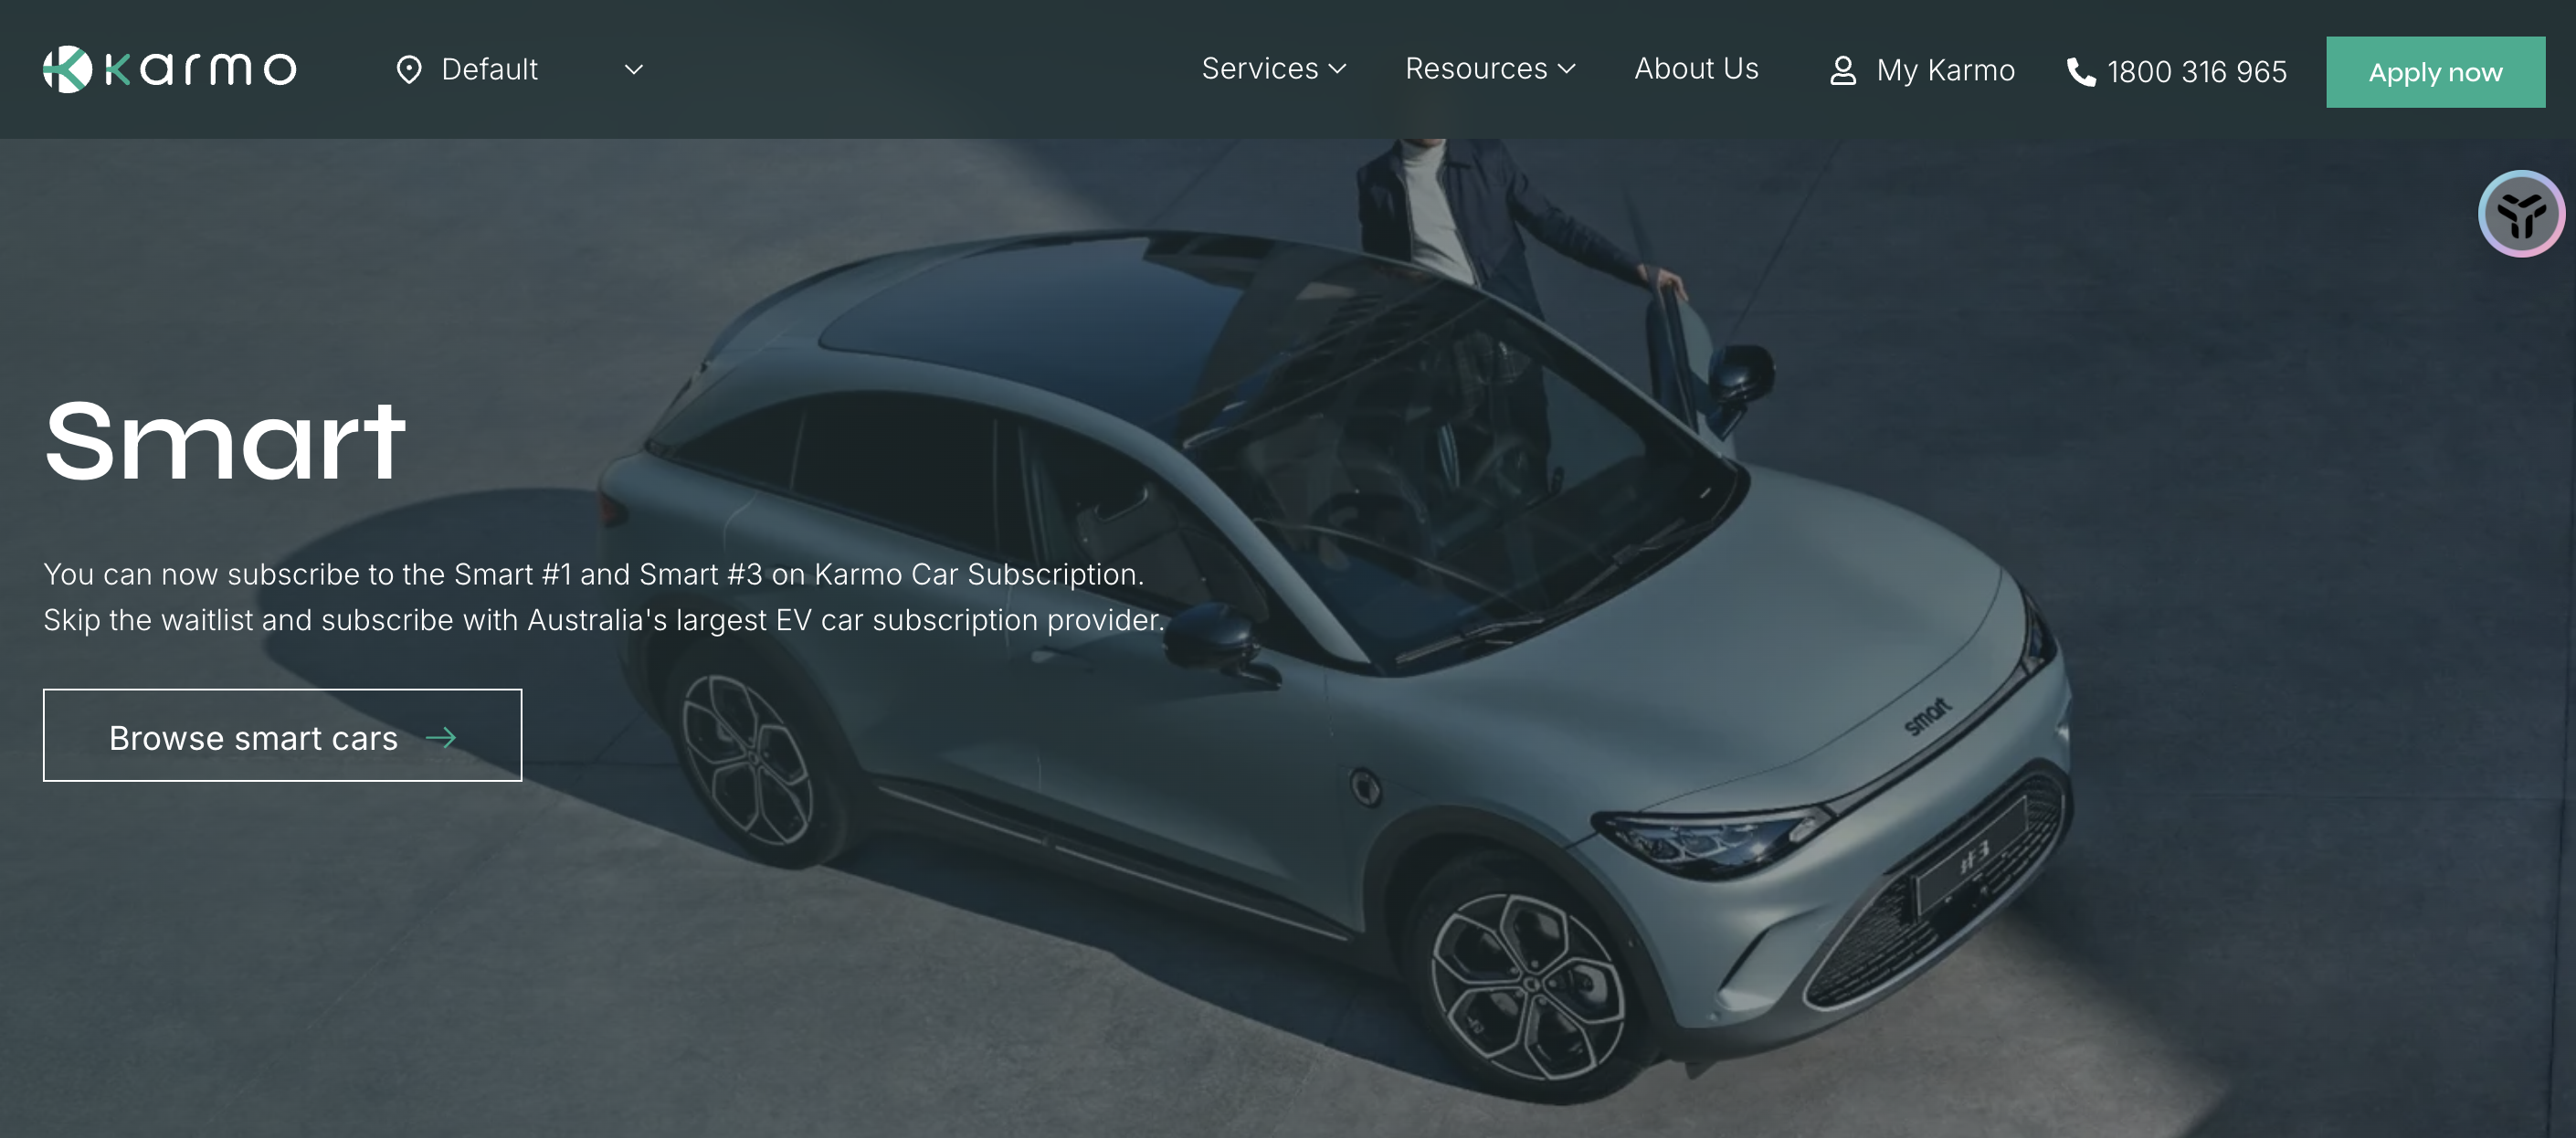 karmo
Default
Services
Resources
About Us
My Karmo
1800 316 965
Apply now
Smart
You can now subscribe to the Smart #1 and Smart #3 on Karmo Car Subscription.
Skip the waitlist and subscribe with Australia's largest EV car subscription provider.
Browse smart cars
smart
#3